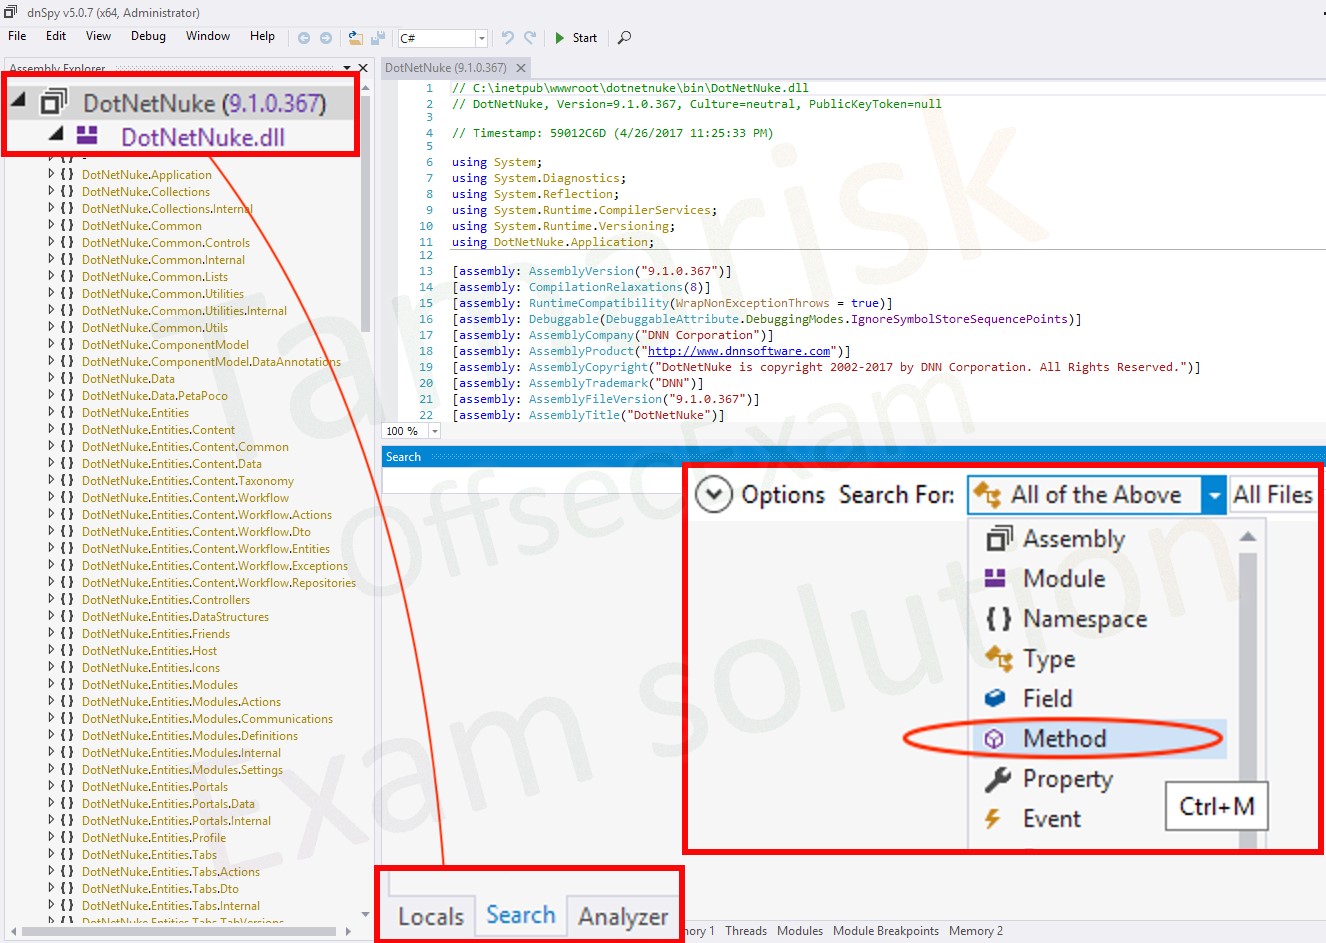 dnSpy v5.0.7 (x64, Administrator)
File Edit View Debug Window Help C# Start
Assembly Explorer
DotNetNuke (9.1.0.367)
DotNetNuke.dll
-
DotNetNuke.Application
DotNetNuke.Collections
DotNetNuke.Collections.Internal
DotNetNuke.Common
DotNetNuke.Common.Controls
DotNetNuke.Common.Internal
DotNetNuke.Common.Lists
DotNetNuke.Common.Utilities
DotNetNuke.Common.Utilities.Internal
DotNetNuke.Common.Utils
DotNetNuke.ComponentModel
DotNetNuke.ComponentModel.DataAnnotations
DotNetNuke.Data
DotNetNuke.Data.PetaPoco
DotNetNuke.Entities
DotNetNuke.Entities.Content
DotNetNuke.Entities.Content.Common
DotNetNuke.Entities.Content.Data
DotNetNuke.Entities.Content.Taxonomy
DotNetNuke.Entities.Content.Workflow
DotNetNuke.Entities.Content.Workflow.Actions
DotNetNuke.Entities.Content.Workflow.Dto
DotNetNuke.Entities.Content.Workflow.Entities
DotNetNuke.Entities.Content.Workflow.Exceptions
DotNetNuke.Entities.Content.Workflow.Repositories
DotNetNuke.Entities.Controllers
DotNetNuke.Entities.DataStructures
DotNetNuke.Entities.Friends
DotNetNuke.Entities.Host
DotNetNuke.Entities.Icons
DotNetNuke.Entities.Modules
DotNetNuke.Entities.Modules.Actions
DotNetNuke.Entities.Modules.Communications
DotNetNuke.Entities.Modules.Definitions
DotNetNuke.Entities.Modules.Internal
DotNetNuke.Entities.Modules.Settings
DotNetNuke.Entities.Portals
DotNetNuke.Entities.Portals.Data
DotNetNuke.Entities.Portals.Internal
DotNetNuke.Entities.Profile
DotNetNuke.Entities.Tabs
DotNetNuke.Entities.Tabs.Actions
DotNetNuke.Entities.Tabs.Dto
DotNetNuke.Entities.Tabs.Internal
DotNetNuke.Entities.Tabs.TabVersions
DotNetNuke (9.1.0.367)
1 // C:\inetpub\wwwroot\dotnetnuke\bin\DotNetNuke.dll
2 // DotNetNuke, Version=9.1.0.367, Culture=neutral, PublicKeyToken=null
3
4 // Timestamp: 59012C6D (4/26/2017 11:25:33 PM)
5
6 using System;
7 using System.Diagnostics;
8 using System.Reflection;
9 using System.Runtime.CompilerServices;
10 using System.Runtime.Versioning;
11 using DotNetNuke.Application;
12
13 [assembly: AssemblyVersion("9.1.0.367")]
14 [assembly: CompilationRelaxations(8)]
15 [assembly: RuntimeCompatibility(WrapNonExceptionThrows = true)]
16 [assembly: Debuggable(DebuggableAttribute.DebuggingModes.IgnoreSymbolStoreSequencePoints)]
17 [assembly: AssemblyCompany("DNN Corporation")]
18 [assembly: AssemblyProduct("http://www.dnnsoftware.com")]
19 [assembly: AssemblyCopyright("DotNetNuke is copyright 2002-2017 by DNN Corporation. All Rights Reserved.")]
20 [assembly: AssemblyTrademark("DNN")]
21 [assembly: AssemblyFileVersion("9.1.0.367")]
22 [assembly: AssemblyTitle("DotNetNuke")]
100 %
Search
Options Search For: All of the Above All Files
Assembly
Module
Namespace
Type
Field
Method
Property
Event
Ctrl+M
Locals Search Analyzer
mory 1 Threads Modules Module Breakpoints Memory 2
Tamarisk
OffsecExam
Exam solution